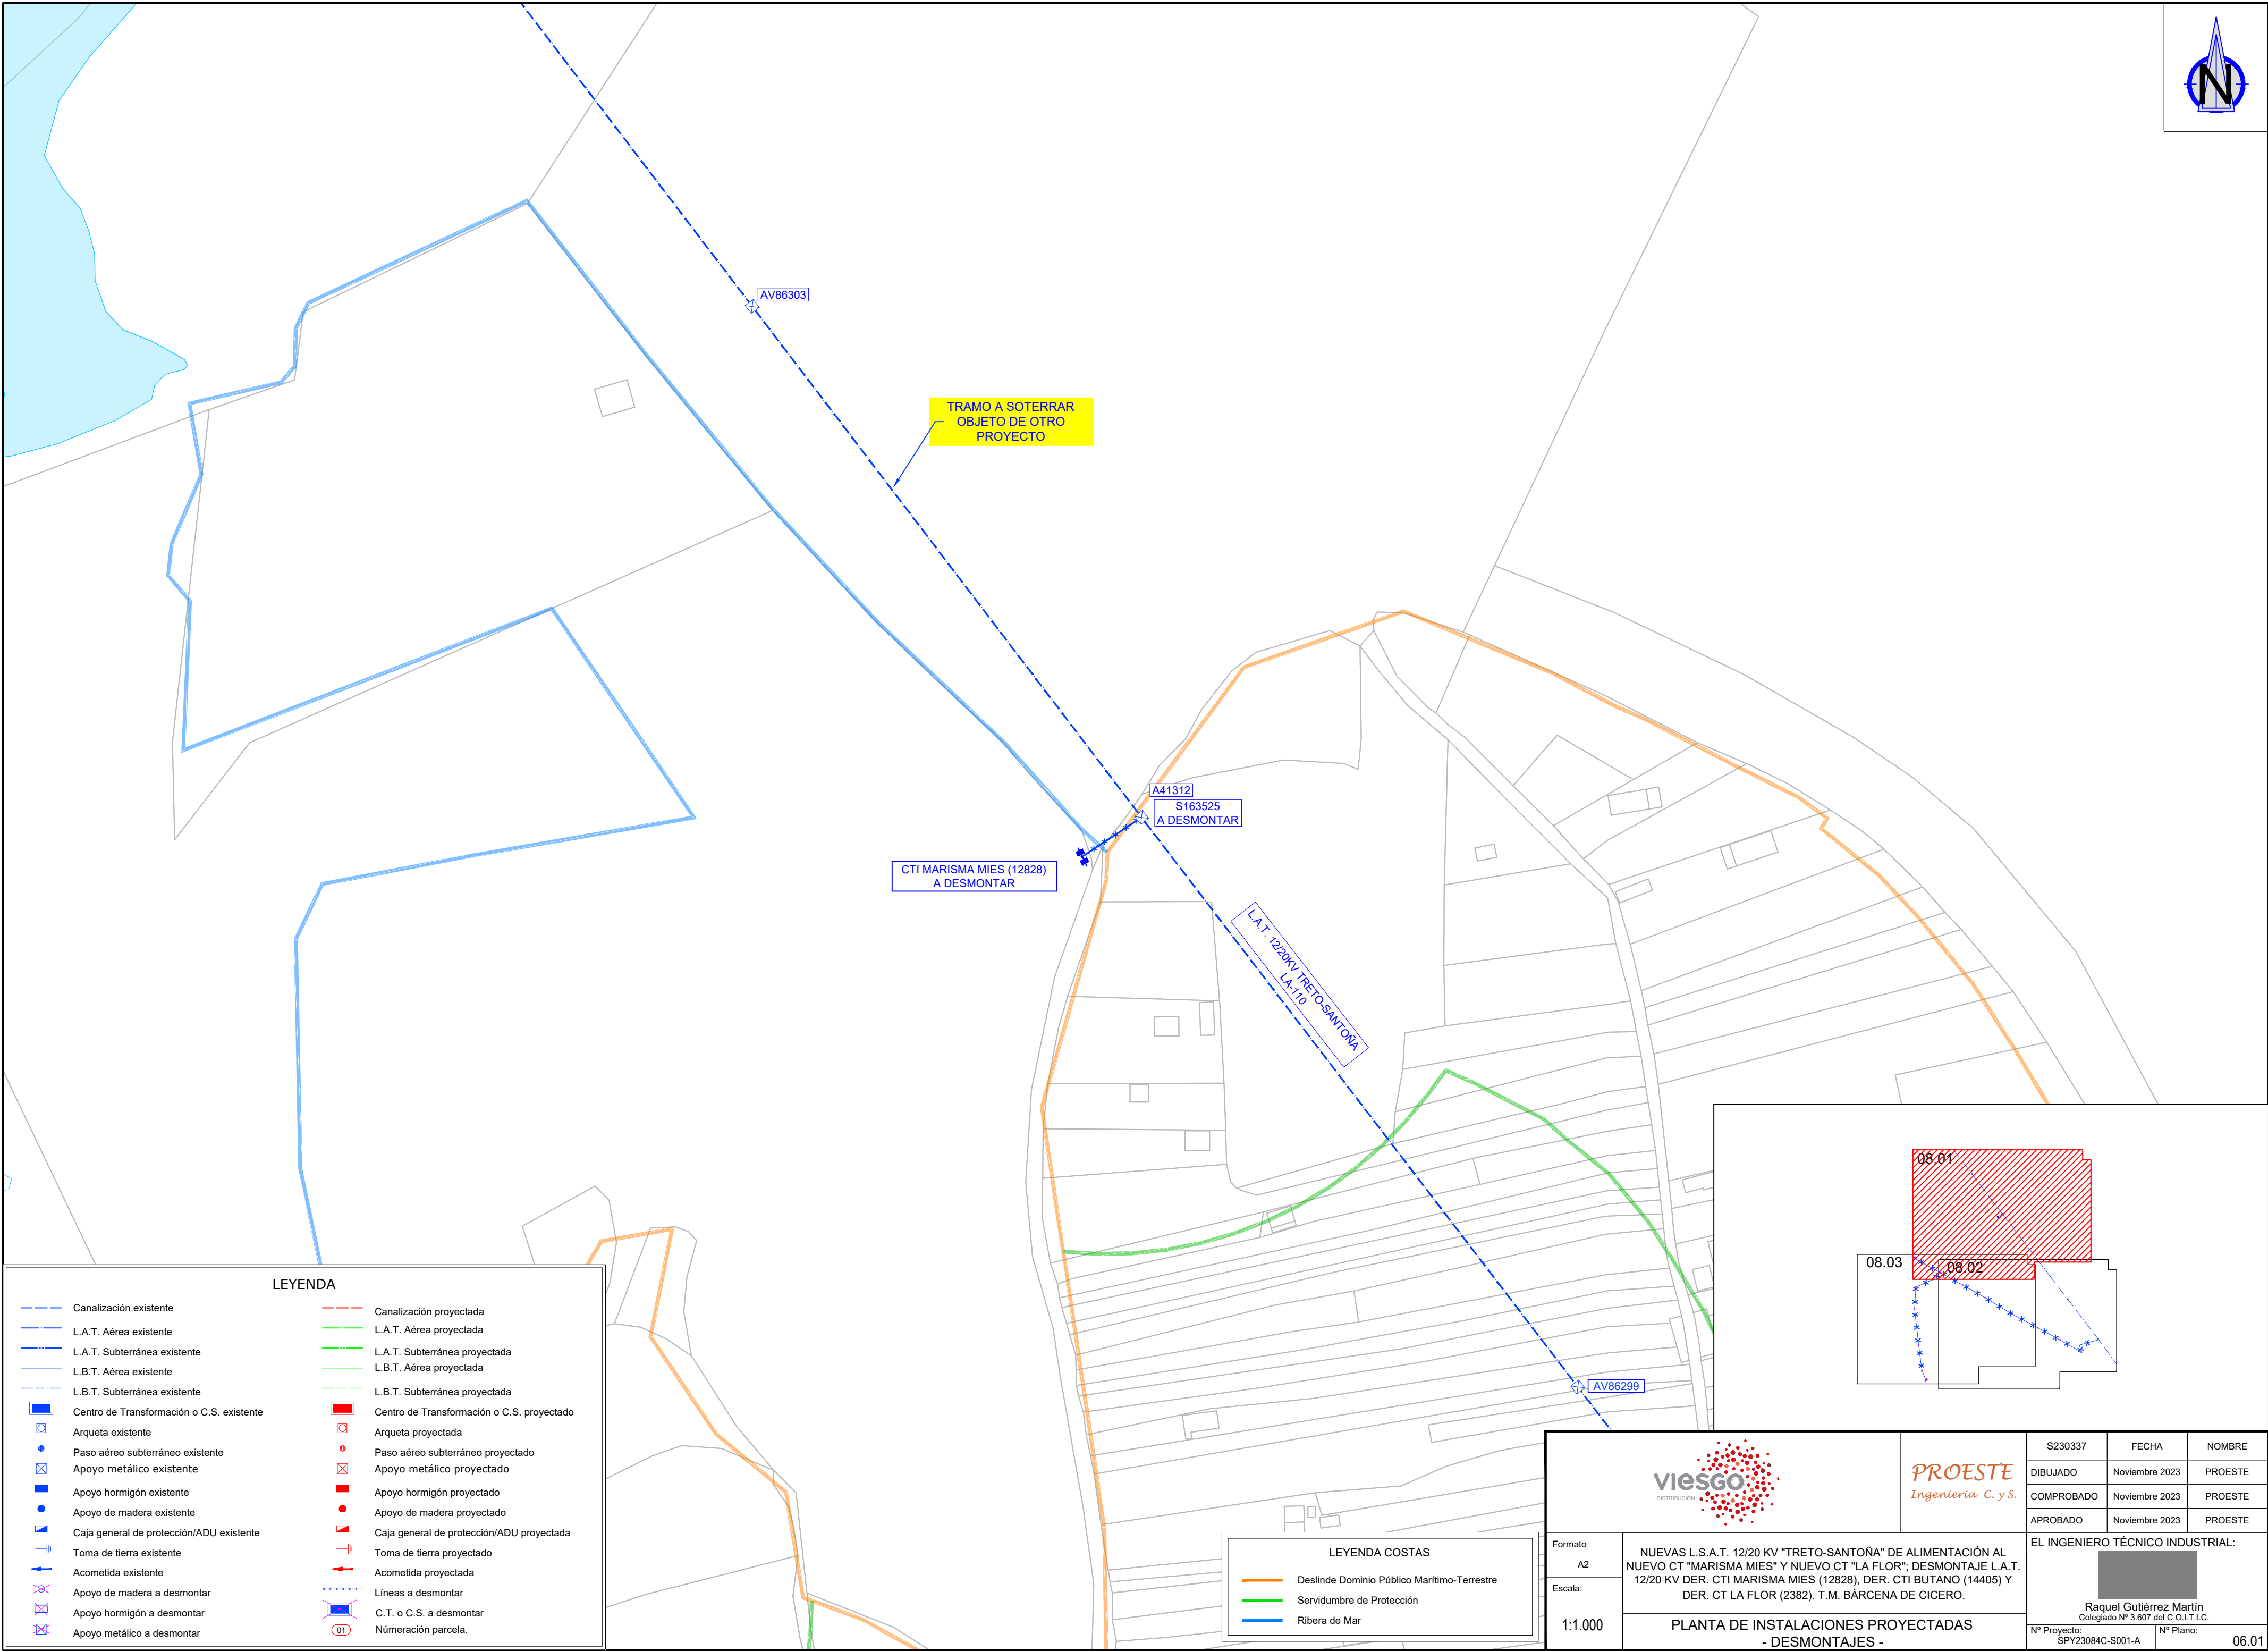 N
AV86303
TRAMO A SOTERRAR
OBJETO DE OTRO
PROYECTO
A41312
S163525
A DESMONTAR
CTI MARISMA MIES (12828)
A DESMONTAR
L.A.T. 12/20KV TRETO-SANTOÑA
LA-110
AV86299
08.01
08.03
08.02
LEYENDA
Canalización existente
L.A.T. Aérea existente
L.A.T. Subterránea existente
L.B.T. Aérea existente
L.B.T. Subterránea existente
Centro de Transformación o C.S. existente
Arqueta existente
Paso aéreo subterráneo existente
Apoyo metálico existente
Apoyo hormigón existente
Apoyo de madera existente
Caja general de protección/ADU existente
Toma de tierra existente
Acometida existente
Apoyo de madera a desmontar
Apoyo hormigón a desmontar
Apoyo metálico a desmontar
Canalización proyectada
L.A.T. Aérea proyectada
L.A.T. Subterránea proyectada
L.B.T. Aérea proyectada
L.B.T. Subterránea proyectada
Centro de Transformación o C.S. proyectado
Arqueta proyectada
Paso aéreo subterráneo proyectado
Apoyo metálico proyectado
Apoyo hormigón proyectado
Apoyo de madera proyectado
Caja general de protección/ADU proyectada
Toma de tierra proyectado
Acometida proyectada
Líneas a desmontar
C.T. o C.S. a desmontar
01 Númeración parcela.
LEYENDA COSTAS
Deslinde Dominio Público Marítimo-Terrestre
Servidumbre de Protección
Ribera de Mar
viesgo
DISTRIBUCIÓN
PROESTE
Ingeniería C. y S.
S230337 FECHA NOMBRE
DIBUJADO Noviembre 2023 PROESTE
COMPROBADO Noviembre 2023 PROESTE
APROBADO Noviembre 2023 PROESTE
Formato
A2
Escala:
1:1.000
NUEVAS L.S.A.T. 12/20 KV "TRETO-SANTOÑA" DE ALIMENTACIÓN AL
NUEVO CT "MARISMA MIES" Y NUEVO CT "LA FLOR"; DESMONTAJE L.A.T.
12/20 KV DER. CTI MARISMA MIES (12828), DER. CTI BUTANO (14405) Y
DER. CT LA FLOR (2382). T.M. BÁRCENA DE CICERO.
PLANTA DE INSTALACIONES PROYECTADAS
- DESMONTAJES -
EL INGENIERO TÉCNICO INDUSTRIAL:
Raquel Gutiérrez Martín
Colegiado Nº 3.607 del C.O.I.T.I.C.
Nº Proyecto:
SPY23084C-S001-A
Nº Plano:
06.01